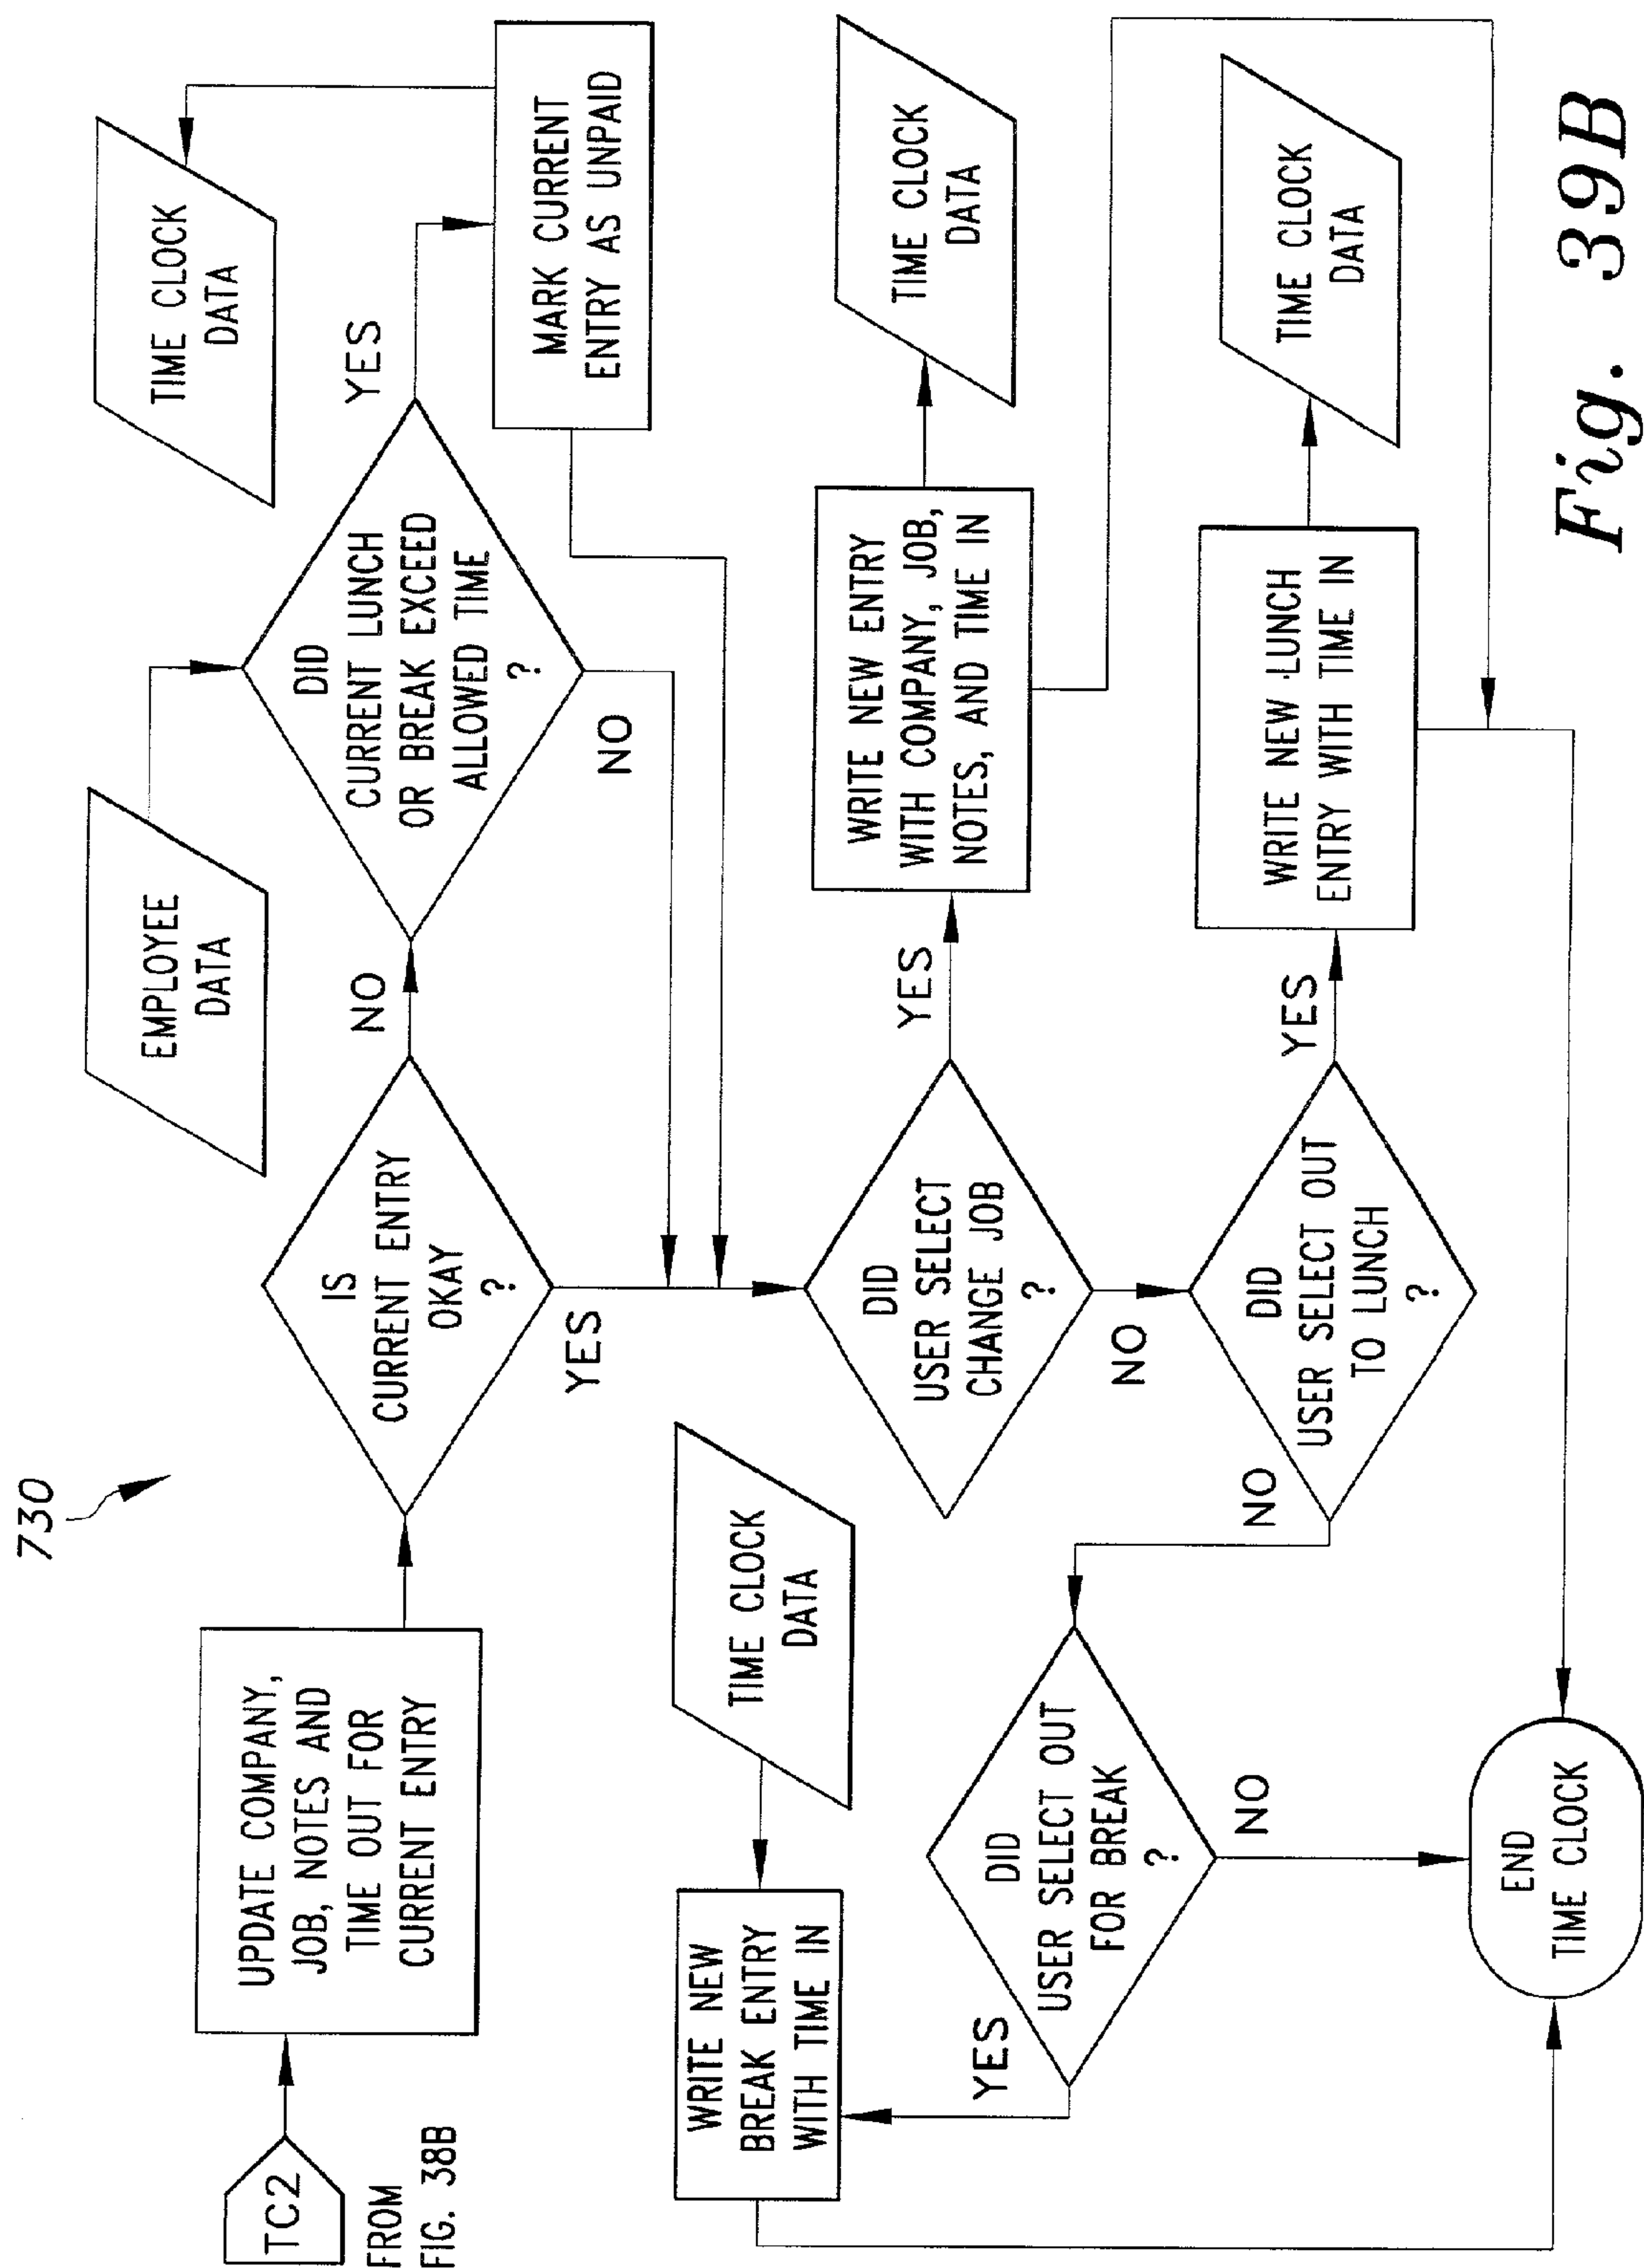 730
TC2
FROM
FIG. 38B
UPDATE COMPANY,
JOB, NOTES AND
TIME OUT FOR
CURRENT ENTRY
IS
CURRENT ENTRY
OKAY
?
NO
YES
EMPLOYEE
DATA
DID
CURRENT LUNCH
OR BREAK EXCEED
ALLOWED TIME
?
YES
NO
TIME CLOCK
DATA
MARK CURRENT
ENTRY AS UNPAID
DID
USER SELECT
CHANGE JOB
?
YES
NO
WRITE NEW ENTRY
WITH COMPANY, JOB,
NOTES, AND TIME IN
TIME CLOCK
DATA
DID
USER SELECT OUT
TO LUNCH
?
YES
NO
WRITE NEW LUNCH
ENTRY WITH TIME IN
TIME CLOCK
DATA
DID
USER SELECT OUT
FOR BREAK
?
YES
NO
TIME CLOCK
DATA
WRITE NEW
BREAK ENTRY
WITH TIME IN
END
TIME CLOCK
Fig. 39B